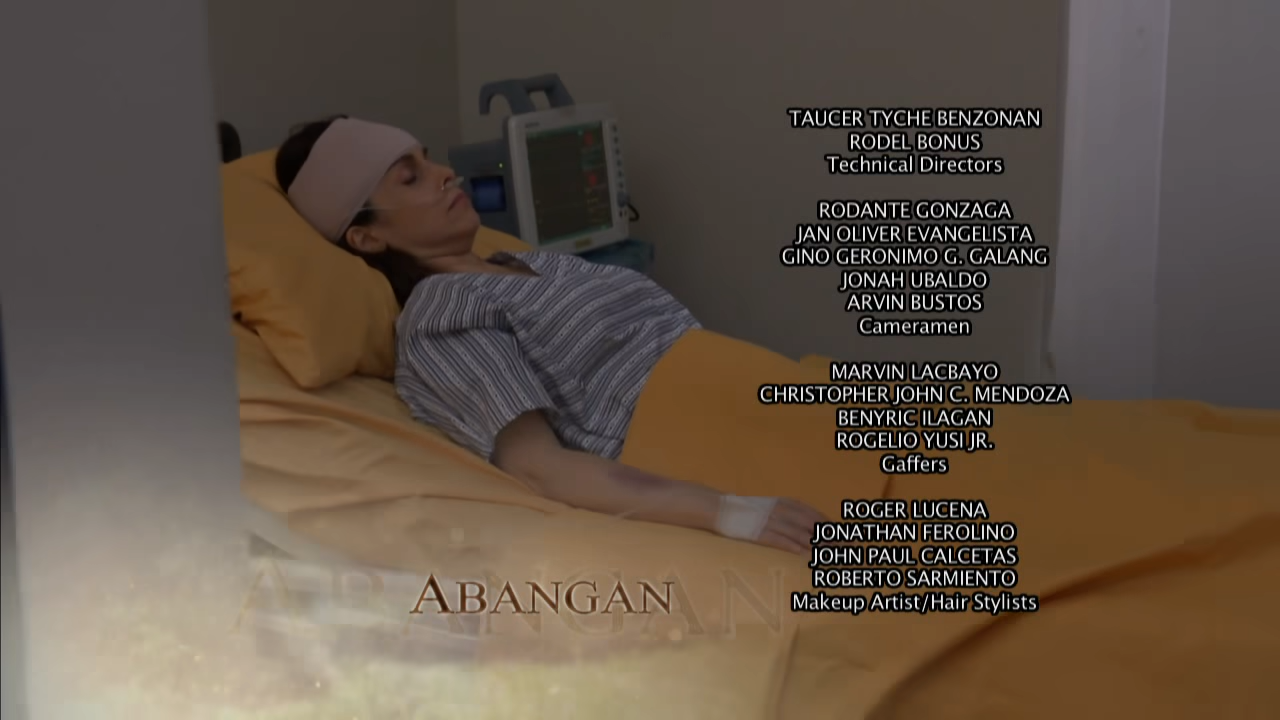 TAUCER TYCHE BENZONAN
RODEL BONUS
Technical Directors
RODANTE GONZAGA
JAN OLIVER EVANGELISTA
GINO GERONIMO G. GALANG
JONAH UBALDO
ARVIN BUSTOS
Cameramen
MARVIN LACBAYO
CHRISTOPHER JOHN C. MENDOZA
BENYRIC ILAGAN
ROGELIO YUSI JR.
Gaffers
ROGER LUCENA
JONATHAN FEROLINO
JOHN PAUL CALCETAS
ROBERTO SARMIENTO
Makeup Artist/Hair Stylists
ABANGAN